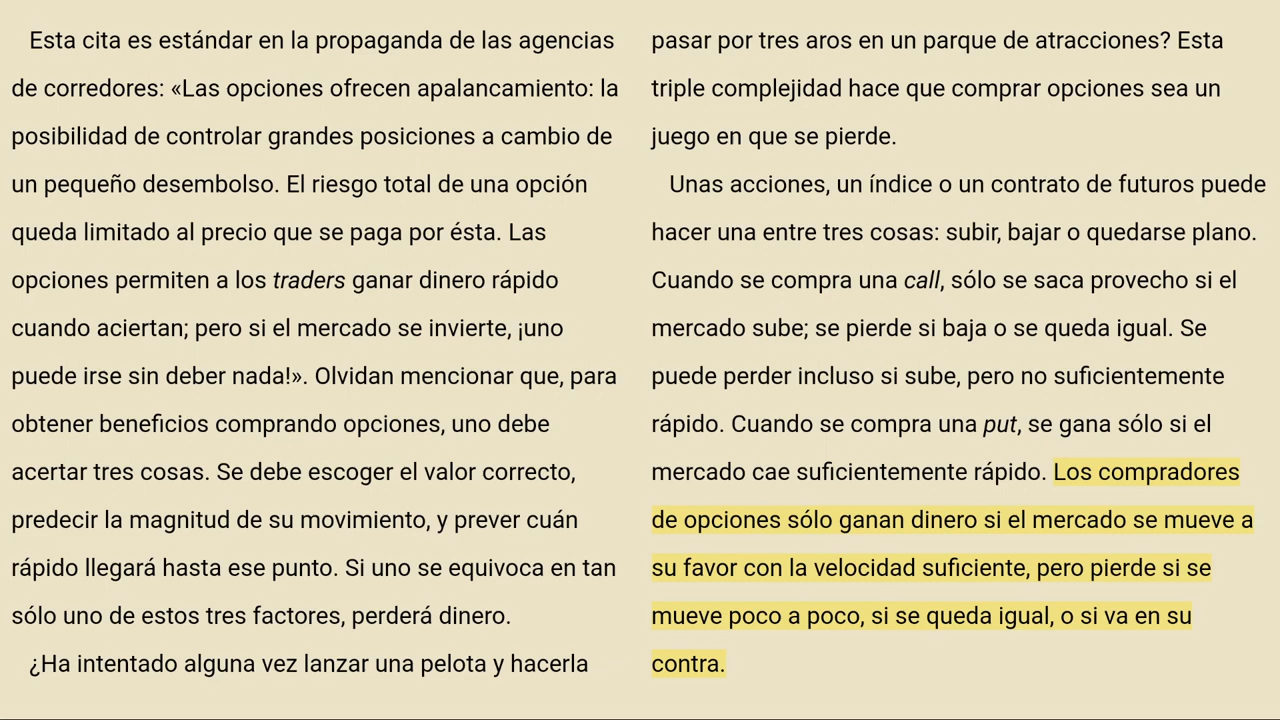 Esta cita es estándar en la propaganda de las agencias
de corredores: «Las opciones ofrecen apalancamiento: la
posibilidad de controlar grandes posiciones a cambio de
un pequeño desembolso. El riesgo total de una opción
queda limitado al precio que se paga por ésta. Las
opciones permiten a los traders ganar dinero rápido
cuando aciertan; pero si el mercado se invierte, ¡uno
puede irse sin deber nada!». Olvidan mencionar que, para
obtener beneficios comprando opciones, uno debe
acertar tres cosas. Se debe escoger el valor correcto,
predecir la magnitud de su movimiento, y prever cuán
rápido llegará hasta ese punto. Si uno se equivoca en tan
sólo uno de estos tres factores, perderá dinero.
¿Ha intentado alguna vez lanzar una pelota y hacerla
pasar por tres aros en un parque de atracciones? Esta
triple complejidad hace que comprar opciones sea un
juego en que se pierde.
Unas acciones, un índice o un contrato de futuros puede
hacer una entre tres cosas: subir, bajar o quedarse plano.
Cuando se compra una call, sólo se saca provecho si el
mercado sube; se pierde si baja o se queda igual. Se
puede perder incluso si sube, pero no suficientemente
rápido. Cuando se compra una put, se gana sólo si el
mercado cae suficientemente rápido. Los compradores
de opciones sólo ganan dinero si el mercado se mueve a
su favor con la velocidad suficiente, pero pierde si se
mueve poco a poco, si se queda igual, o si va en su
contra.